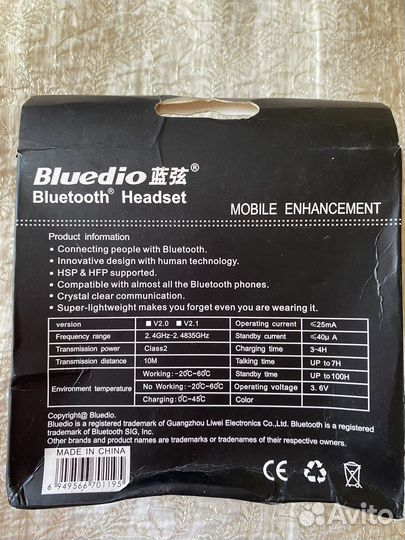 Bluedio 蓝弦®
Bluetooth® Headset
MOBILE ENHANCEMENT
Product information
• Connecting people with Bluetooth.
• Innovative design with human technology.
• HSP & HFP supported.
• Compatible with almost all the Bluetooth phones.
• Crystal clear communication.
• Super-lightweight makes you forget even you are wearing it.
version ■ V2.0 ■ V2.1 Operating current ≤25mA
Frequency range 2.4GHz-2.4835GHz Standby current ≤40μA
Transmission power Class2 Charging time 3-4H
Transmission distance 10M Talking time UP to 7H
Environment temperature Working:-20℃-60℃ Standby time UP to 100H
No Working:-20℃-60℃ Operating voltage 3.6V
Charging:0℃-45℃ Color
Copyright@ Bluedio.
Bluedio is a registered trademark of Guangzhou Liwei Electronics Co.,Ltd. Bluetooth is a registered
trademark of Bluetooth SIG, Inc.
Other brands and product names are trademarks or tradenames of their respective owners.
MADE IN CHINA
6 949566 701195
CE
Avito